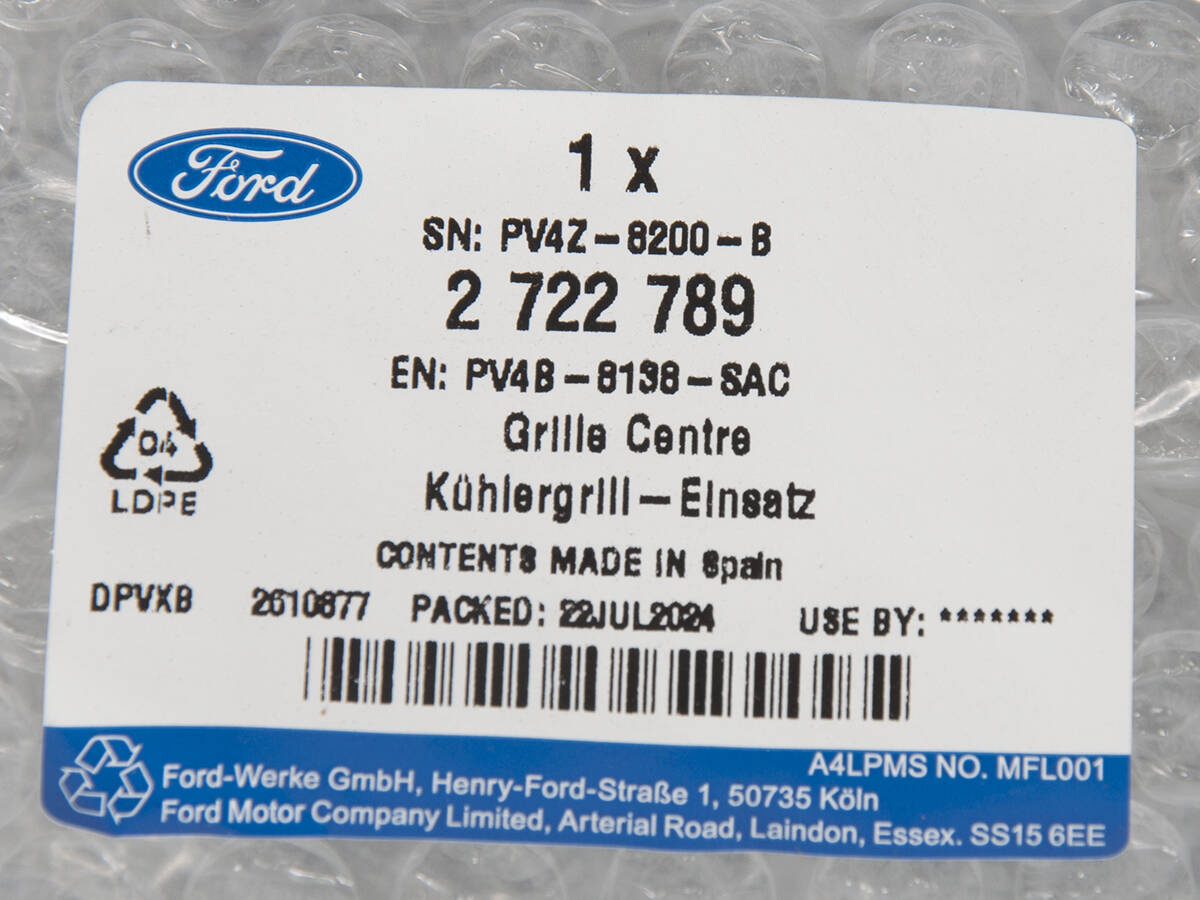 Ford
1 x
SN: PV4Z-8200-B
2 722 789
EN: PV4B-8138-SAC
Grille Centre
Kühlergrill-Einsatz
04
LDPE
CONTENTS MADE IN Spain
DPVXB 2610877 PACKED: 22JUL2024 USE BY: *******
A4LPMS NO. MFL001
Ford-Werke GmbH, Henry-Ford-Straße 1, 50735 Köln
Ford Motor Company Limited, Arterial Road, Laindon, Essex. SS15 6EE